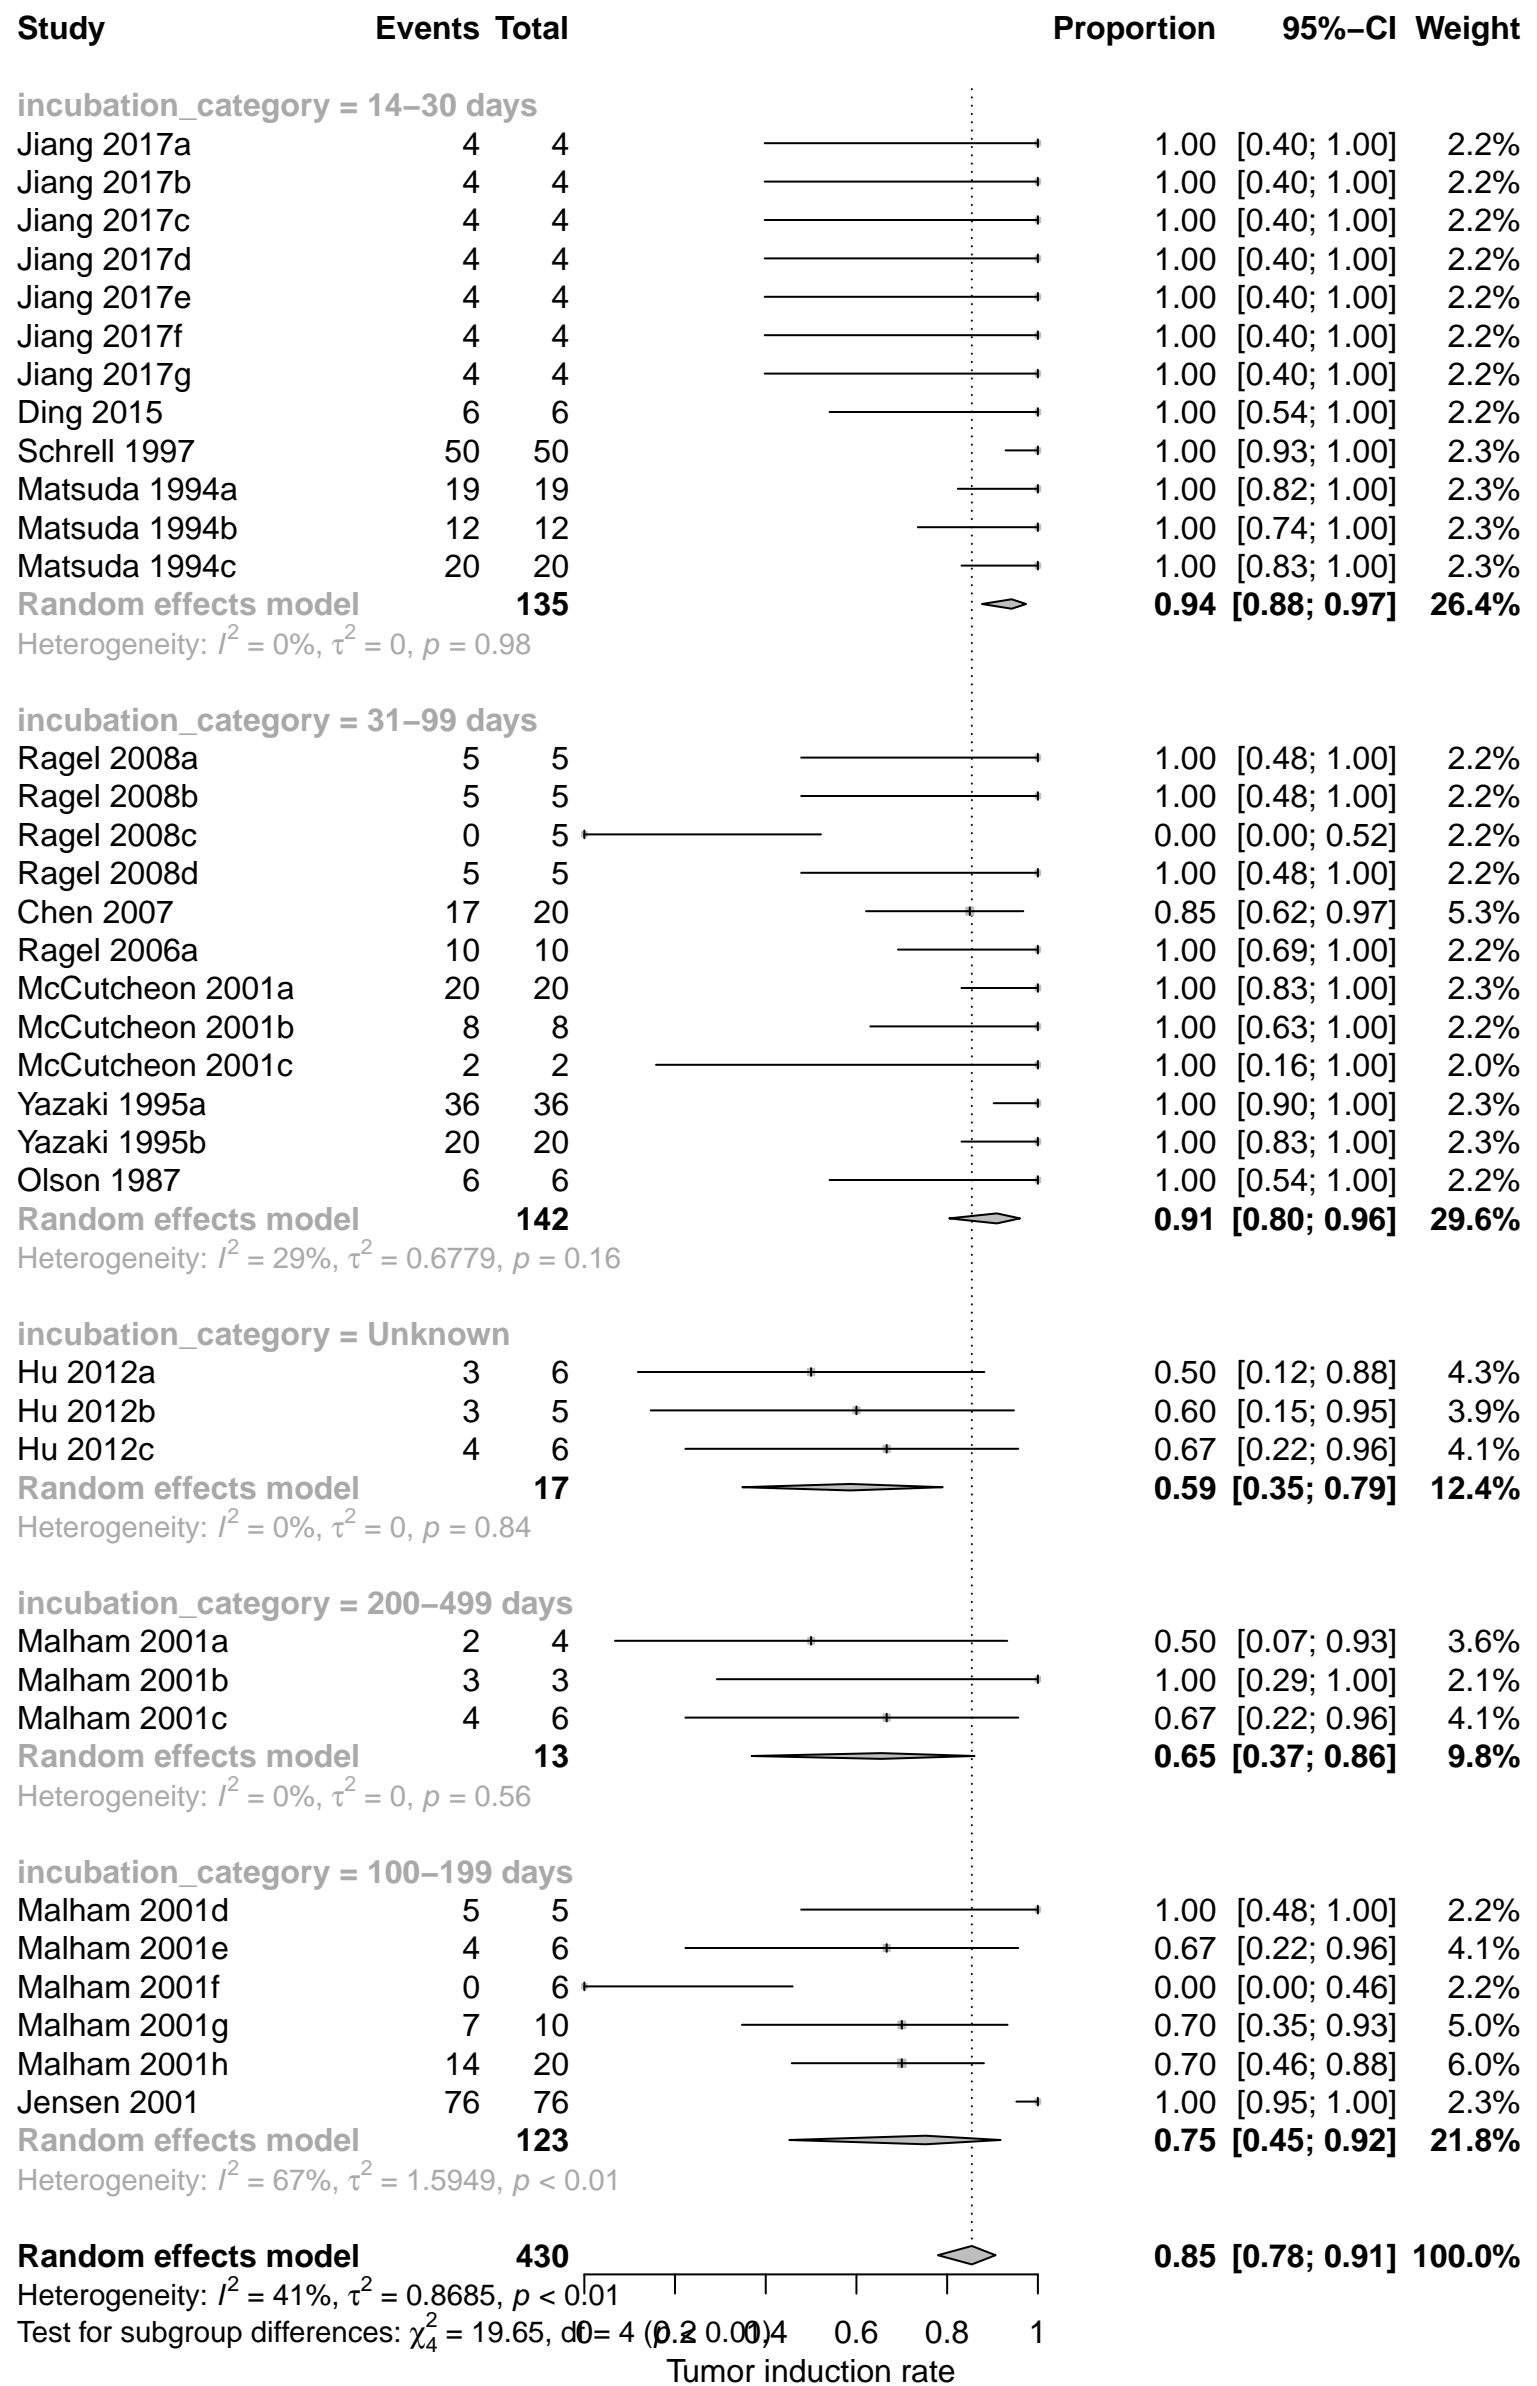 Study Events Total Proportion 95%−CI Weight
incubation_category = 14−30 days
Jiang 2017a 4 4 1.00 [0.40; 1.00] 2.2%
Jiang 2017b 4 4 1.00 [0.40; 1.00] 2.2%
Jiang 2017c 4 4 1.00 [0.40; 1.00] 2.2%
Jiang 2017d 4 4 1.00 [0.40; 1.00] 2.2%
Jiang 2017e 4 4 1.00 [0.40; 1.00] 2.2%
Jiang 2017f 4 4 1.00 [0.40; 1.00] 2.2%
Jiang 2017g 4 4 1.00 [0.40; 1.00] 2.2%
Ding 2015 6 6 1.00 [0.54; 1.00] 2.2%
Schrell 1997 50 50 1.00 [0.93; 1.00] 2.3%
Matsuda 1994a 19 19 1.00 [0.82; 1.00] 2.3%
Matsuda 1994b 12 12 1.00 [0.74; 1.00] 2.3%
Matsuda 1994c 20 20 1.00 [0.83; 1.00] 2.3%
Random effects model 135 0.94 [0.88; 0.97] 26.4%
Heterogeneity: I² = 0%, τ² = 0, p = 0.98
incubation_category = 31−99 days
Ragel 2008a 5 5 1.00 [0.48; 1.00] 2.2%
Ragel 2008b 5 5 1.00 [0.48; 1.00] 2.2%
Ragel 2008c 0 5 0.00 [0.00; 0.52] 2.2%
Ragel 2008d 5 5 1.00 [0.48; 1.00] 2.2%
Chen 2007 17 20 0.85 [0.62; 0.97] 5.3%
Ragel 2006a 10 10 1.00 [0.69; 1.00] 2.2%
McCutcheon 2001a 20 20 1.00 [0.83; 1.00] 2.3%
McCutcheon 2001b 8 8 1.00 [0.63; 1.00] 2.2%
McCutcheon 2001c 2 2 1.00 [0.16; 1.00] 2.0%
Yazaki 1995a 36 36 1.00 [0.90; 1.00] 2.3%
Yazaki 1995b 20 20 1.00 [0.83; 1.00] 2.3%
Olson 1987 6 6 1.00 [0.54; 1.00] 2.2%
Random effects model 142 0.91 [0.80; 0.96] 29.6%
Heterogeneity: I² = 29%, τ² = 0.6779, p = 0.16
incubation_category = Unknown
Hu 2012a 3 6 0.50 [0.12; 0.88] 4.3%
Hu 2012b 3 5 0.60 [0.15; 0.95] 3.9%
Hu 2012c 4 6 0.67 [0.22; 0.96] 4.1%
Random effects model 17 0.59 [0.35; 0.79] 12.4%
Heterogeneity: I² = 0%, τ² = 0, p = 0.84
incubation_category = 200−499 days
Malham 2001a 2 4 0.50 [0.07; 0.93] 3.6%
Malham 2001b 3 3 1.00 [0.29; 1.00] 2.1%
Malham 2001c 4 6 0.67 [0.22; 0.96] 4.1%
Random effects model 13 0.65 [0.37; 0.86] 9.8%
Heterogeneity: I² = 0%, τ² = 0, p = 0.56
incubation_category = 100−199 days
Malham 2001d 5 5 1.00 [0.48; 1.00] 2.2%
Malham 2001e 4 6 0.67 [0.22; 0.96] 4.1%
Malham 2001f 0 6 0.00 [0.00; 0.46] 2.2%
Malham 2001g 7 10 0.70 [0.35; 0.93] 5.0%
Malham 2001h 14 20 0.70 [0.46; 0.88] 6.0%
Jensen 2001 76 76 1.00 [0.95; 1.00] 2.3%
Random effects model 123 0.75 [0.45; 0.92] 21.8%
Heterogeneity: I² = 67%, τ² = 1.5949, p < 0.01
Random effects model 430 0.85 [0.78; 0.91] 100.0%
Heterogeneity: I² = 41%, τ² = 0.8685, p < 0.01
Test for subgroup differences: χ²₄ = 19.65, df = 4 (p < 0.01)
0 0.2 0.4 0.6 0.8 1
Tumor induction rate